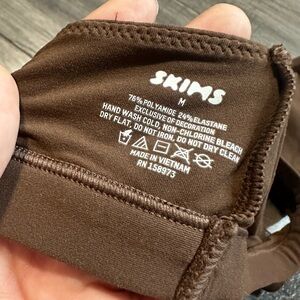 SKIMS
M
76% POLYAMIDE 24% ELASTANE
EXCLUSIVE OF DECORATION
HAND WASH COLD, NON-CHLORINE BLEACH
DRY FLAT, DO NOT IRON, DO NOT DRY CLEAN
MADE IN VIETNAM
RN 158973